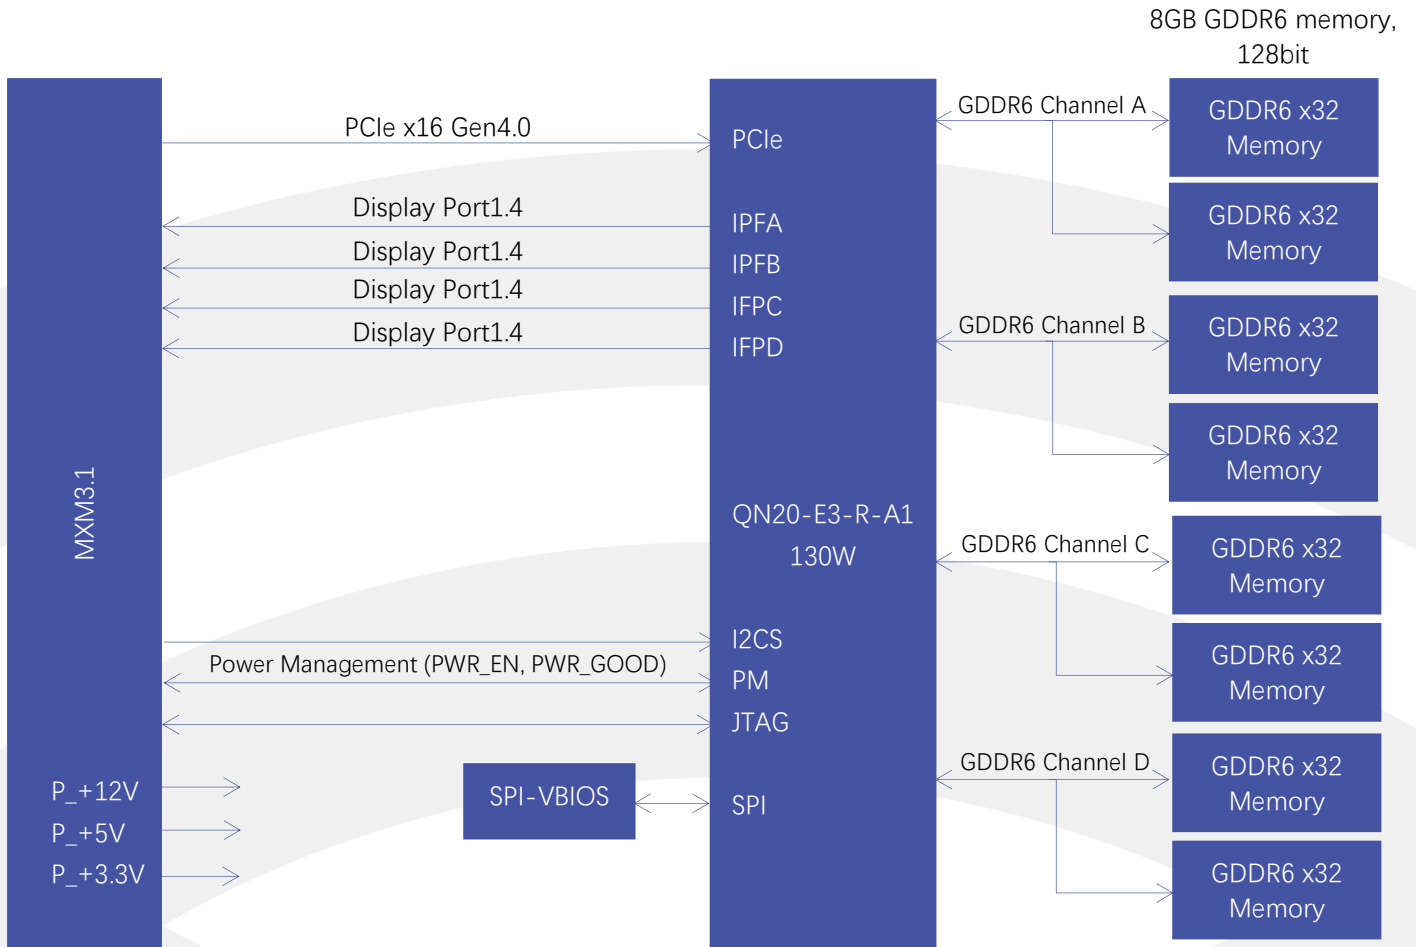 8GB GDDR6 memory,
128bit
MXM3.1
P_+12V
P_+5V
P_+3.3V
PCIe x16 Gen4.0
Display Port1.4
Display Port1.4
Display Port1.4
Display Port1.4
Power Management (PWR_EN, PWR_GOOD)
SPI-VBIOS
PCIe
IPFA
IPFB
IFPC
IFPD
QN20-E3-R-A1
130W
I2CS
PM
JTAG
SPI
GDDR6 Channel A
GDDR6 x32
Memory
GDDR6 x32
Memory
GDDR6 Channel B
GDDR6 x32
Memory
GDDR6 x32
Memory
GDDR6 Channel C
GDDR6 x32
Memory
GDDR6 x32
Memory
GDDR6 Channel D
GDDR6 x32
Memory
GDDR6 x32
Memory